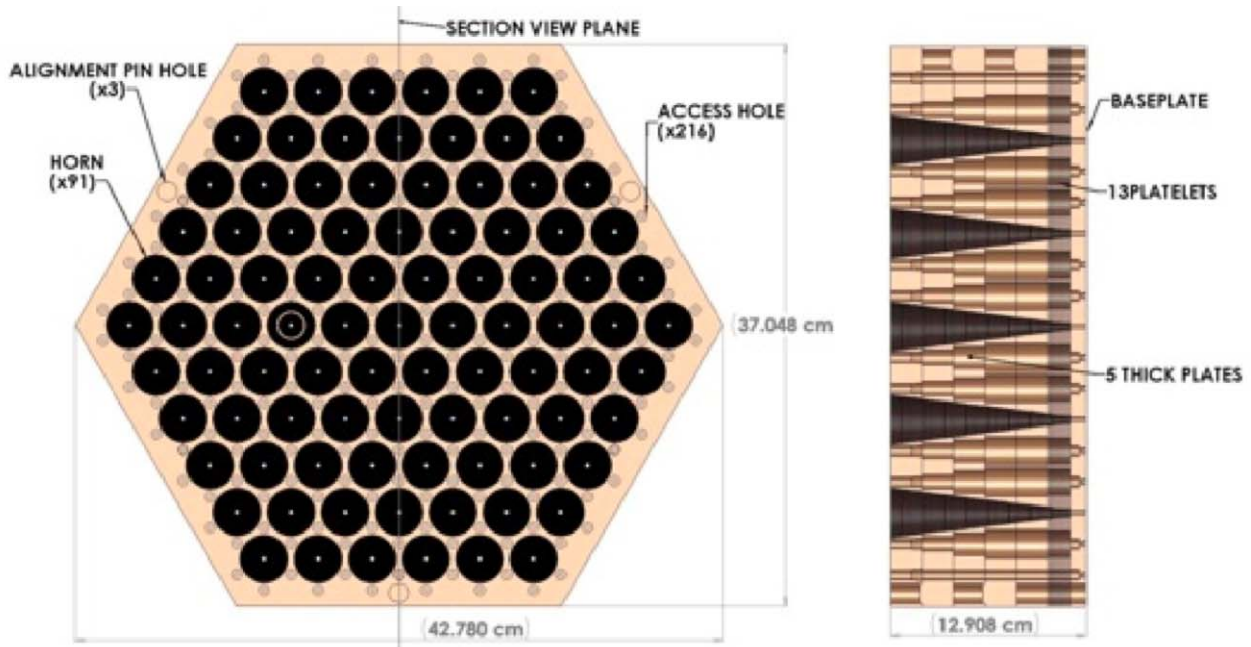 SECTION VIEW PLANE
ALIGNMENT PIN HOLE
(x3)
ACCESS HOLE
(x216)
BASEPLATE
HORN
(x91)
13PLATELETS
(37.048 cm
5 THICK PLATES
(42.780 cm)
(12.908 cm)